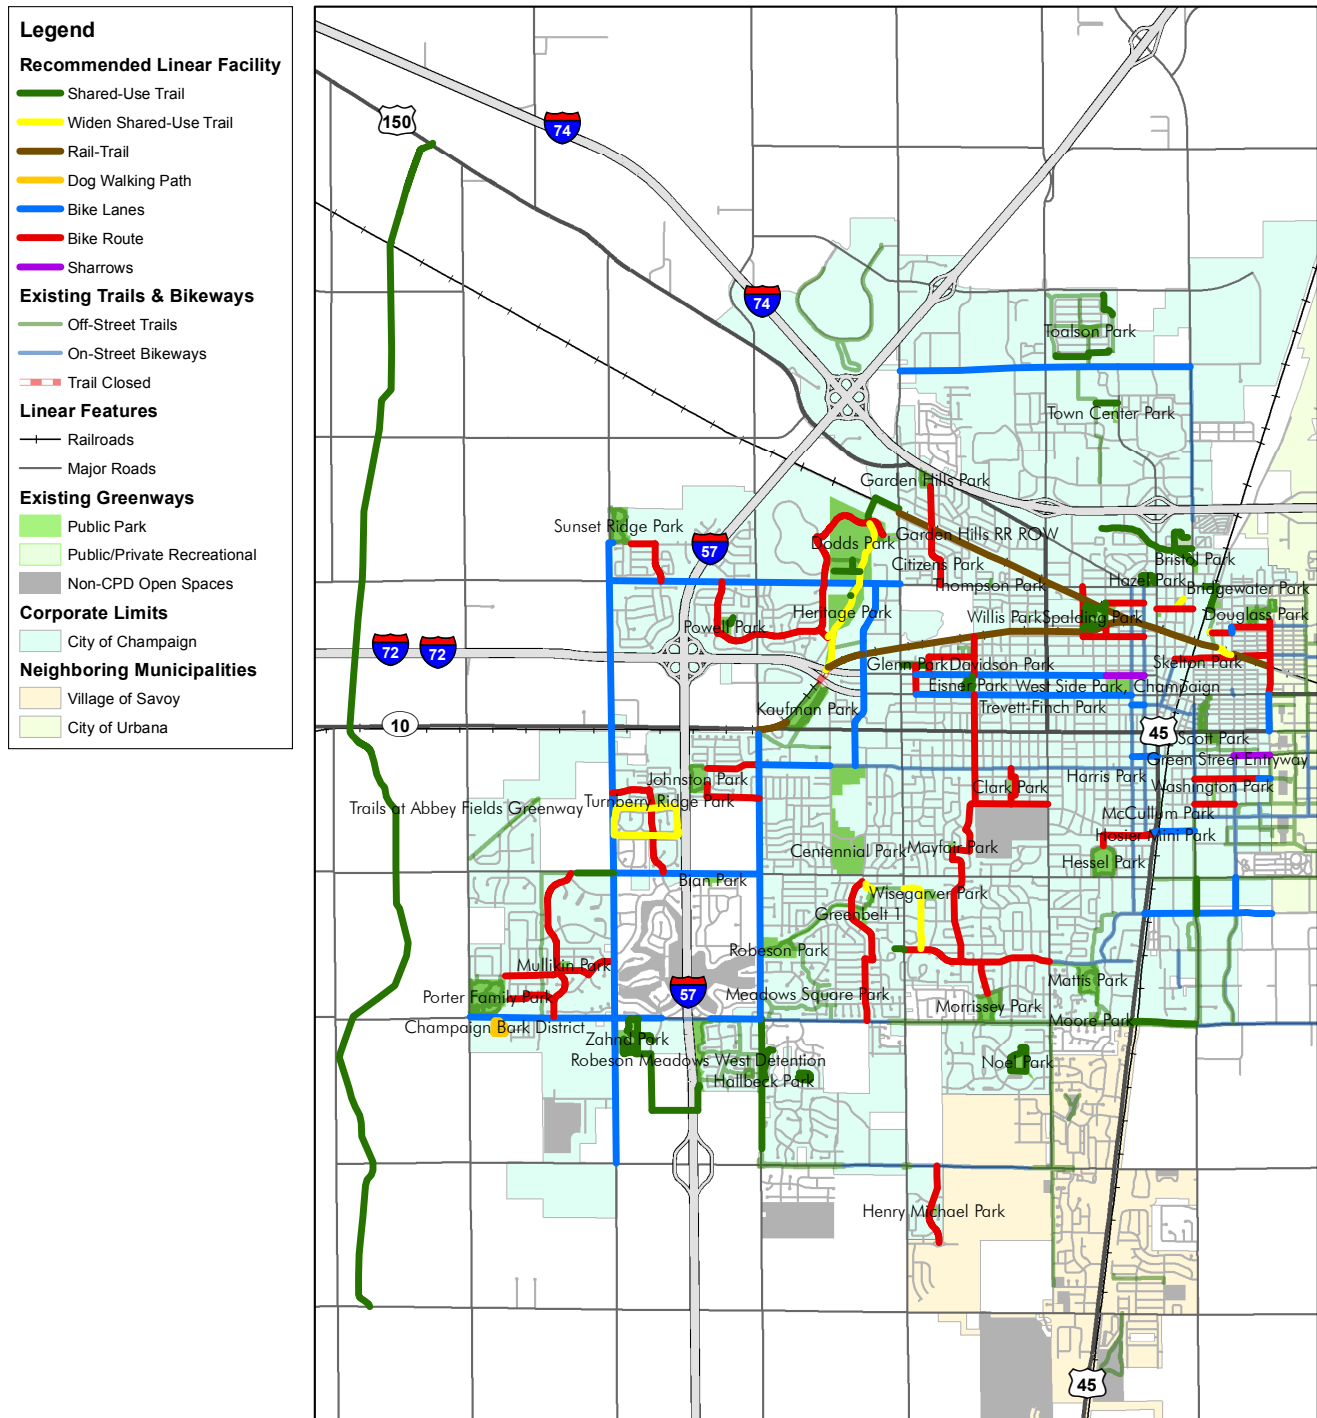 Legend
Recommended Linear Facility
Shared-Use Trail
Widen Shared-Use Trail
Rail-Trail
Dog Walking Path
Bike Lanes
Bike Route
Sharrows
Existing Trails & Bikeways
Off-Street Trails
On-Street Bikeways
Trail Closed
Linear Features
Railroads
Major Roads
Existing Greenways
Public Park
Public/Private Recreational
Non-CPD Open Spaces
Corporate Limits
City of Champaign
Neighboring Municipalities
Village of Savoy
City of Urbana
150
74
74
Toalson Park
Town Center Park
Garden Hills Park
Sunset Ridge Park
57
Dodds Park
Garden Hills RR ROW
Citizens Park
Bristol Park
Thompson Park
Hazel Park
Bridgewater Park
Heritage Park
Willis Park
Spalding Park
Douglass Park
Powell Park
72
72
Glenn Park
Davidson Park
Skelton Park
Eisner Park
West Side Park, Champaign
Kaufman Park
Trevett-Finch Park
10
45
Scott Park
Green Street Entryway
Johnston Park
Harris Park
Clark Park
Washington Park
Turnberry Ridge Park
Trails at Abbey Fields Greenway
McCullum Park
Hosier Mini Park
Centennial Park
Mayfair Park
Hessel Park
Bian Park
Wisegarver Park
Greenbelt 1
Robeson Park
Mullikin Park
Mattis Park
Porter Family Park
57
Meadows Square Park
Morrissey Park
Champaign Bark District
Moore Park
Zahnd Park
Robeson Meadows West Detention
Noel Park
Hallbeck Park
Henry Michael Park
45